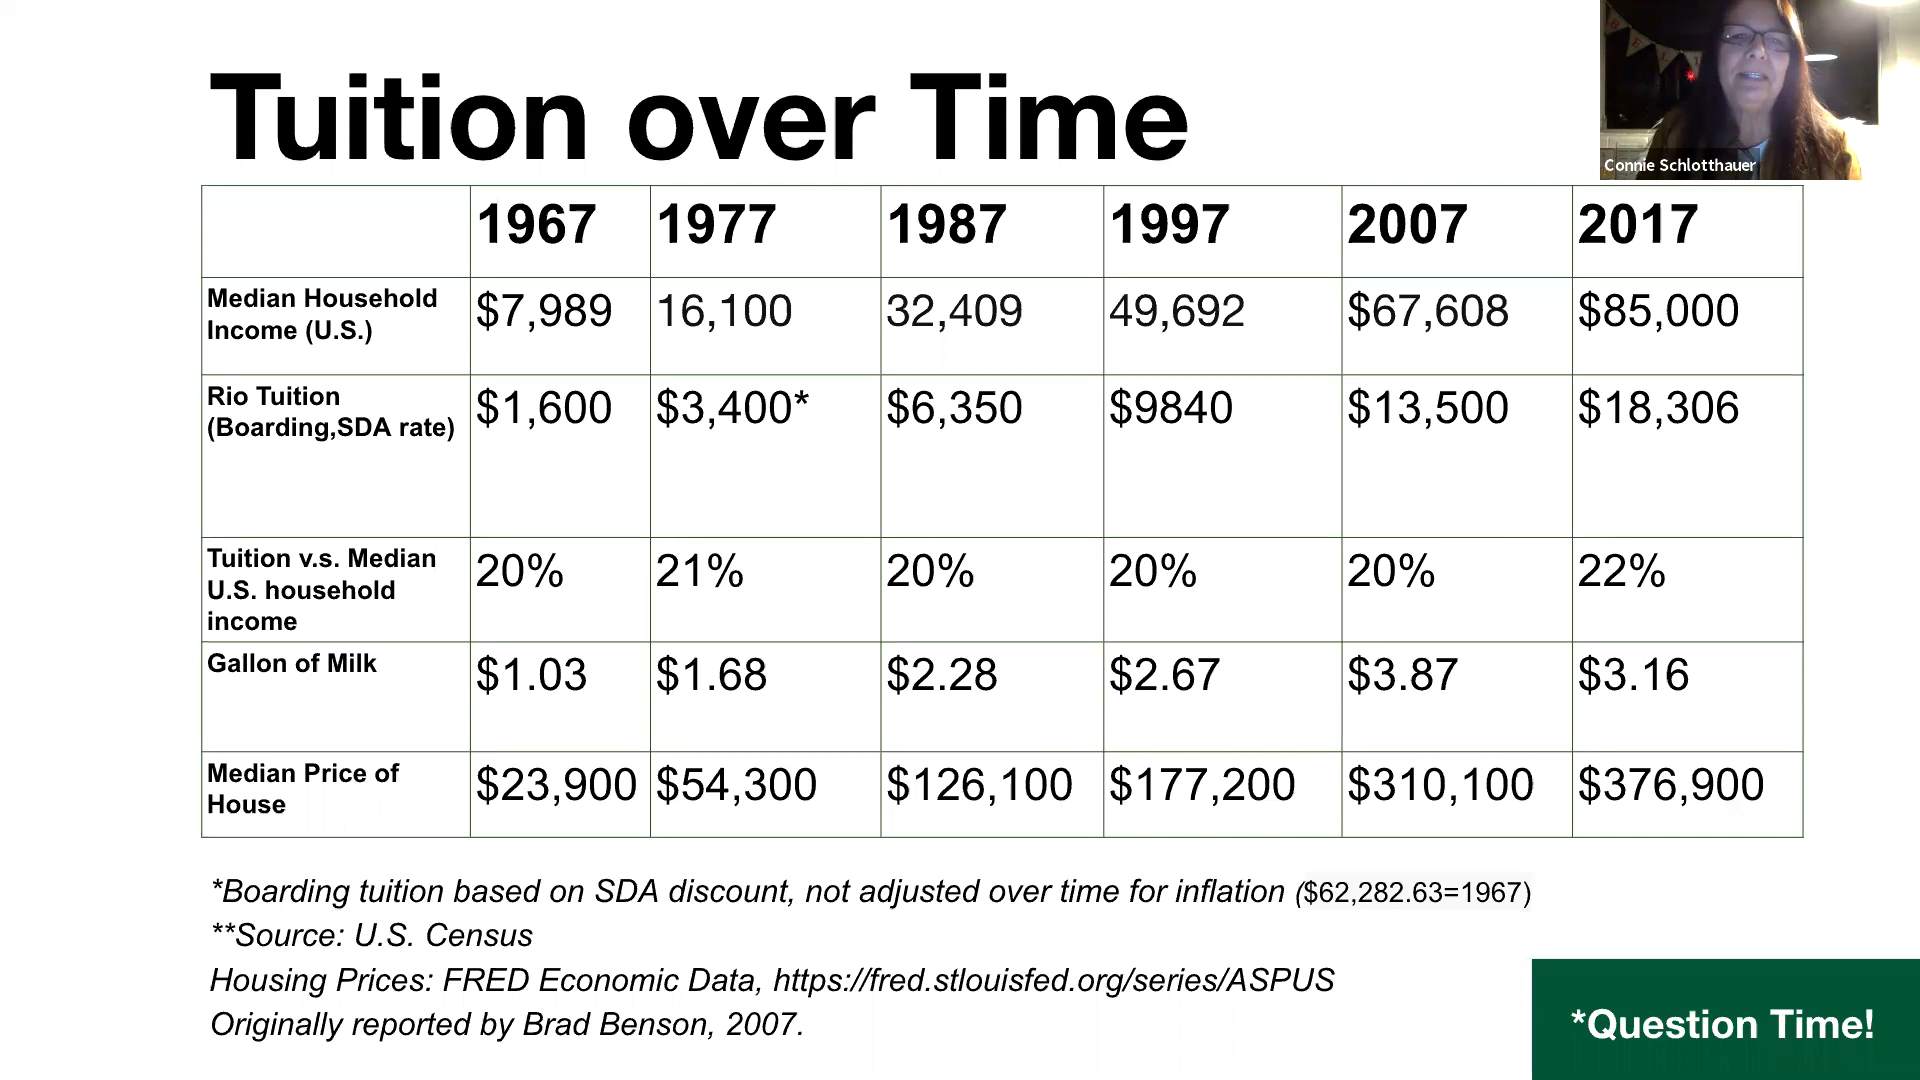 Tuition over Time
Connie Schlotthauer
1967 1977 1987 1997 2007 2017
Median Household
Income (U.S.)
$7,989 16,100 32,409 49,692 $67,608 $85,000
Rio Tuition
(Boarding,SDA rate)
$1,600 $3,400* $6,350 $9840 $13,500 $18,306
Tuition v.s. Median
U.S. household
income
20% 21% 20% 20% 20% 22%
Gallon of Milk
$1.03 $1.68 $2.28 $2.67 $3.87 $3.16
Median Price of
House
$23,900 $54,300 $126,100 $177,200 $310,100 $376,900
*Boarding tuition based on SDA discount, not adjusted over time for inflation ($62,282.63=1967)
**Source: U.S. Census
Housing Prices: FRED Economic Data, https://fred.stlouisfed.org/series/ASPUS
Originally reported by Brad Benson, 2007.
*Question Time!